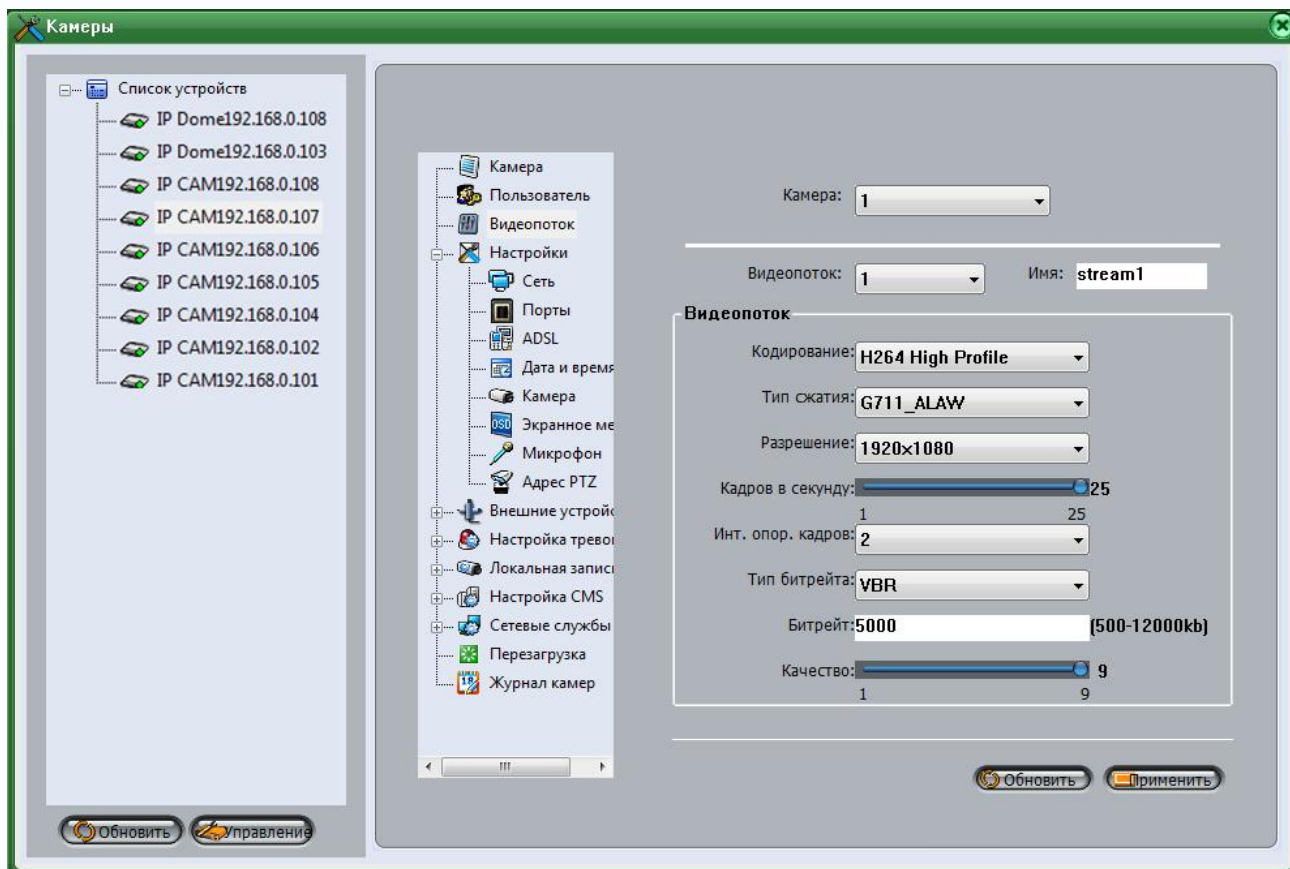 Камеры
Список устройств
IP Dome192.168.0.108
IP Dome192.168.0.103
IP CAM192.168.0.108
IP CAM192.168.0.107
IP CAM192.168.0.106
IP CAM192.168.0.105
IP CAM192.168.0.104
IP CAM192.168.0.102
IP CAM192.168.0.101
Обновить
Управление
Камера
Пользователь
Видеопоток
Настройки
Сеть
Порты
ADSL
Дата и время
Камера
OSD Экранное ме
Микрофон
Адрес PTZ
Внешние устройс
Настройка тревог
Локальная запись
Настройка CMS
Сетевые службы
Перезагрузка
18 Журнал камер
Камера: 1
Видеопоток: 1 Имя: stream1
Видеопоток
Кодирование: H264 High Profile
Тип сжатия: G711_ALAW
Разрешение: 1920x1080
Кадров в секунду: 25
1 25
Инт. опор. кадров: 2
Тип битрейта: VBR
Битрейт: 5000 (500-12000kb)
Качество: 9
1 9
Обновить
Применить